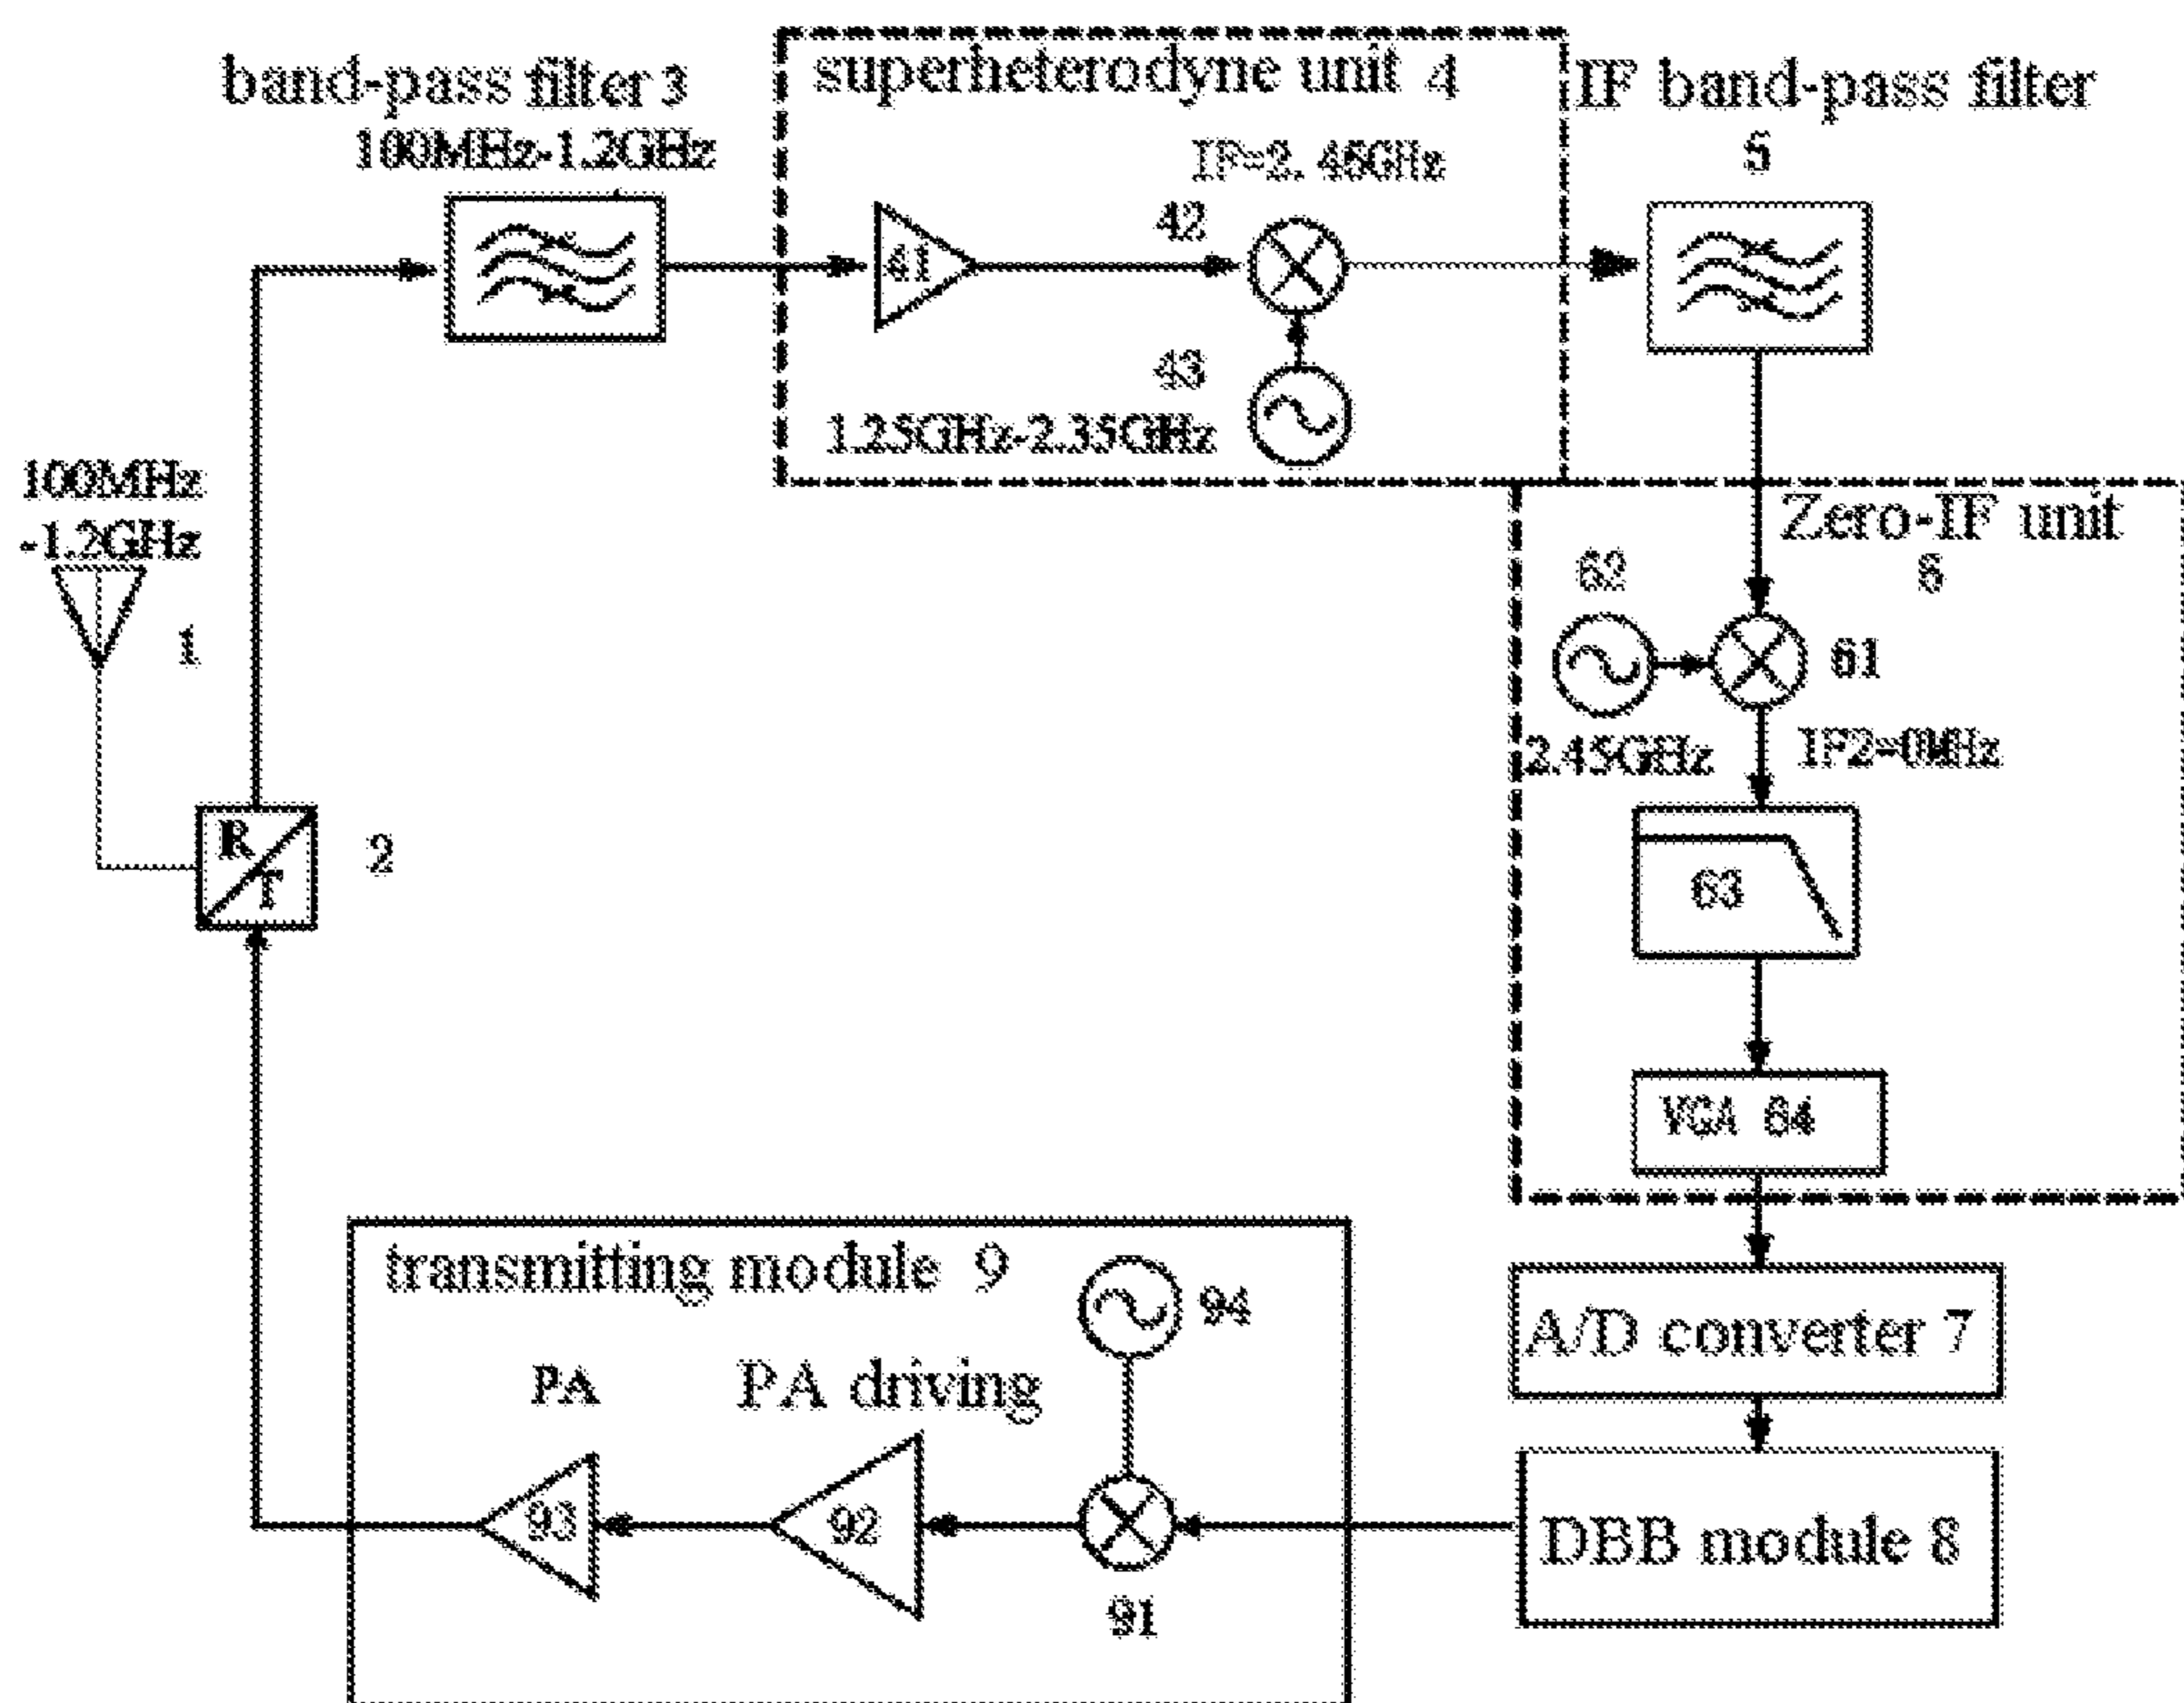 band-pass filter 3
100MHz-1.2GHz
superheterodyne unit 4
IF=2.45GHz
IF band-pass filter
5
41
42
43
1.25GHz-2.35GHz
100MHz
-1.2GHz
1
R
T
2
Zero-IF unit
6
62
61
2.45GHz
IF2=0MHz
63
VGA 64
A/D converter 7
DBB module 8
transmitting module 9
94
PA
PA driving
93
92
91